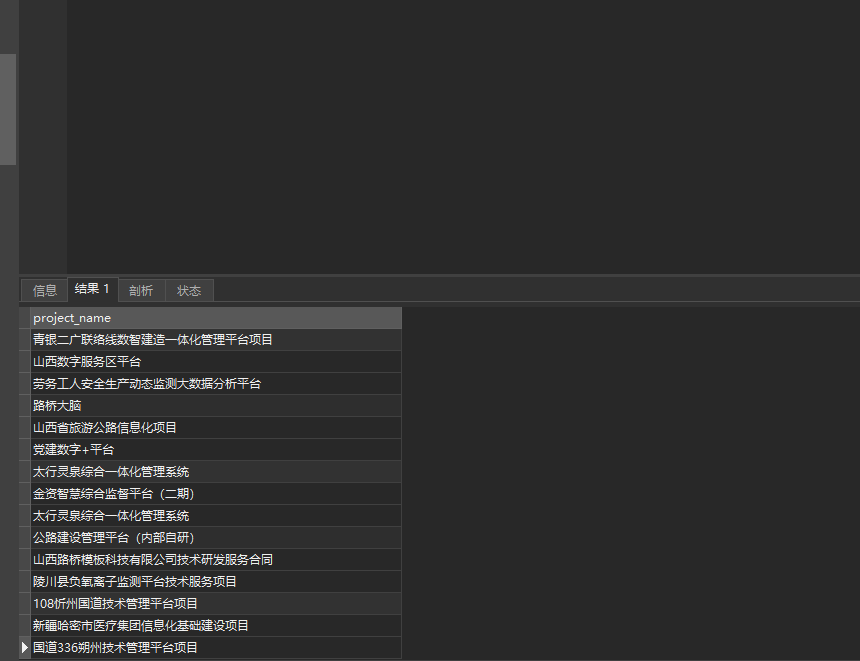 信息 结果 1 剖析 状态
project_name
青银二广联络线数智建造一体化管理平台项目
山西数字服务区平台
劳务工人安全生产动态监测大数据分析平台
路桥大脑
山西省旅游公路信息化项目
党建数字+平台
太行灵泉综合一体化管理系统
金资智慧综合监督平台（二期）
太行灵泉综合一体化管理系统
公路建设管理平台（内部自研）
山西路桥模板科技有限公司技术研发服务合同
陵川县负氧离子监测平台技术服务项目
108忻州国道技术管理平台项目
新疆哈密市医疗集团信息化基础建设项目
国道336朔州技术管理平台项目